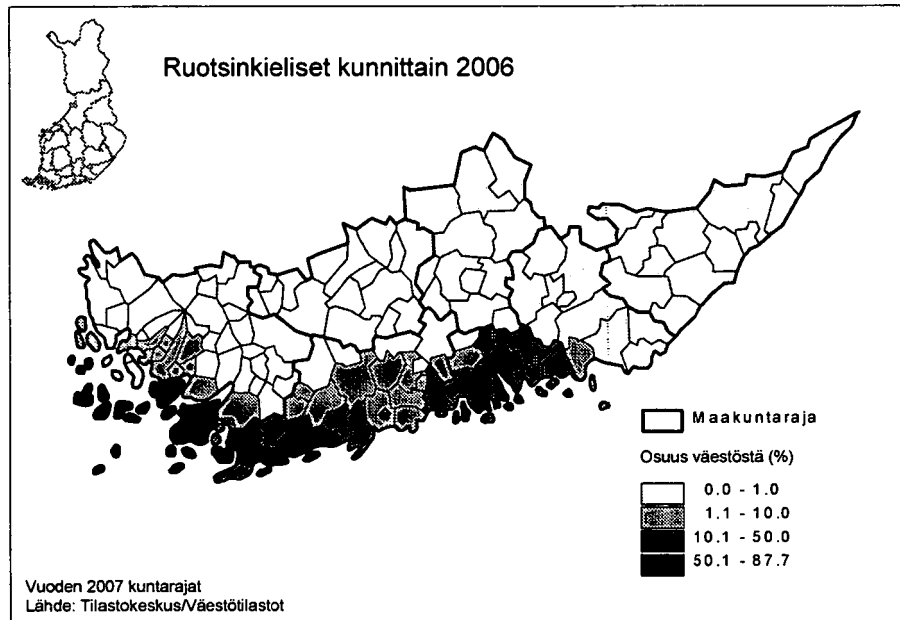 Ruotsinkieliset kunnittain 2006
Maakuntaraja
Osuus väestöstä (%)
0.0 - 1.0
1.1 - 10.0
10.1 - 50.0
50.1 - 87.7
Vuoden 2007 kuntarajat
Lähde: Tilastokeskus/Väestötilastot